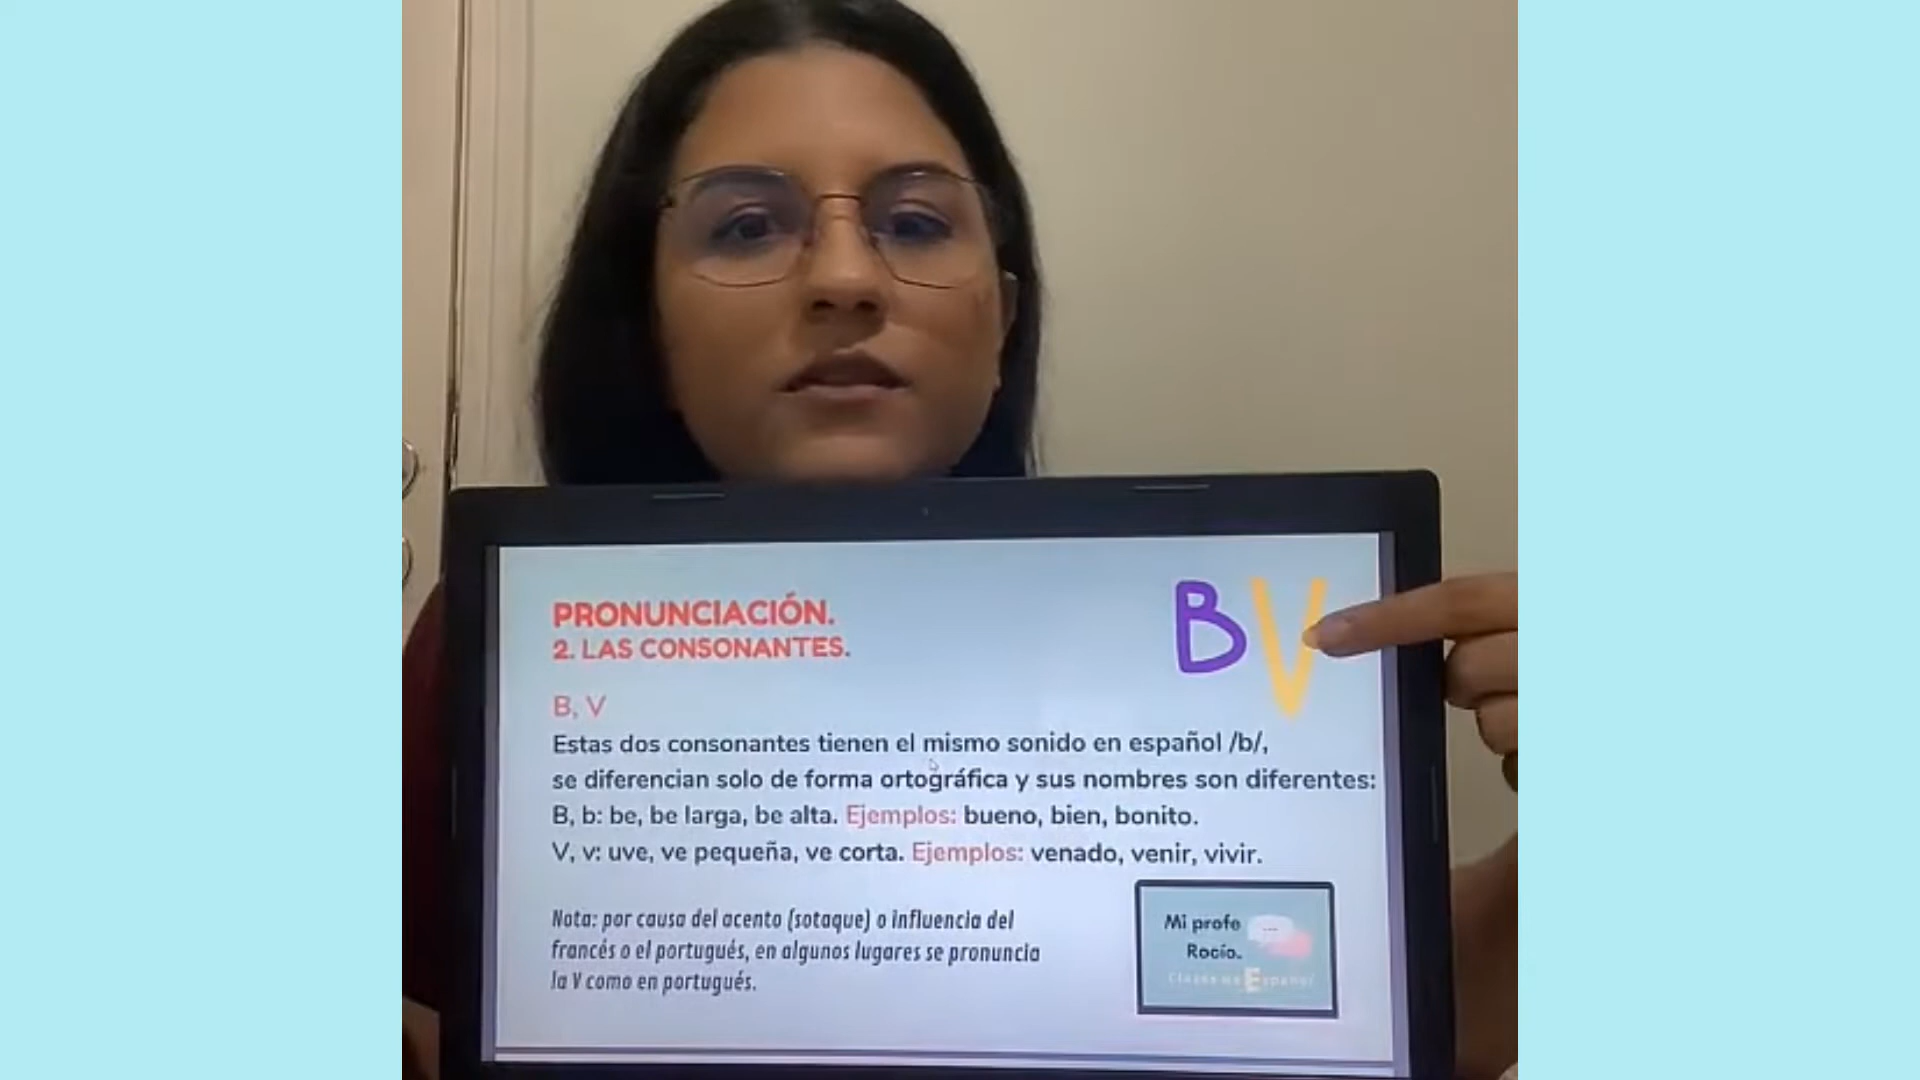 PRONUNCIACIÓN.
2. LAS CONSONANTES.
BV
B, V
Estas dos consonantes tienen el mismo sonido en español /b/,
se diferencian solo de forma ortográfica y sus nombres son diferentes:
B, b: be, be larga, be alta. Ejemplos: bueno, bien, bonito.
V, v: uve, ve pequeña, ve corta. Ejemplos: venado, venir, vivir.
Nota: por causa del acento (sotaque) o influencia del
francés o el portugués, en algunos lugares se pronuncia
la V como en portugués.
Mi profe
Rocío.
Clases de Español